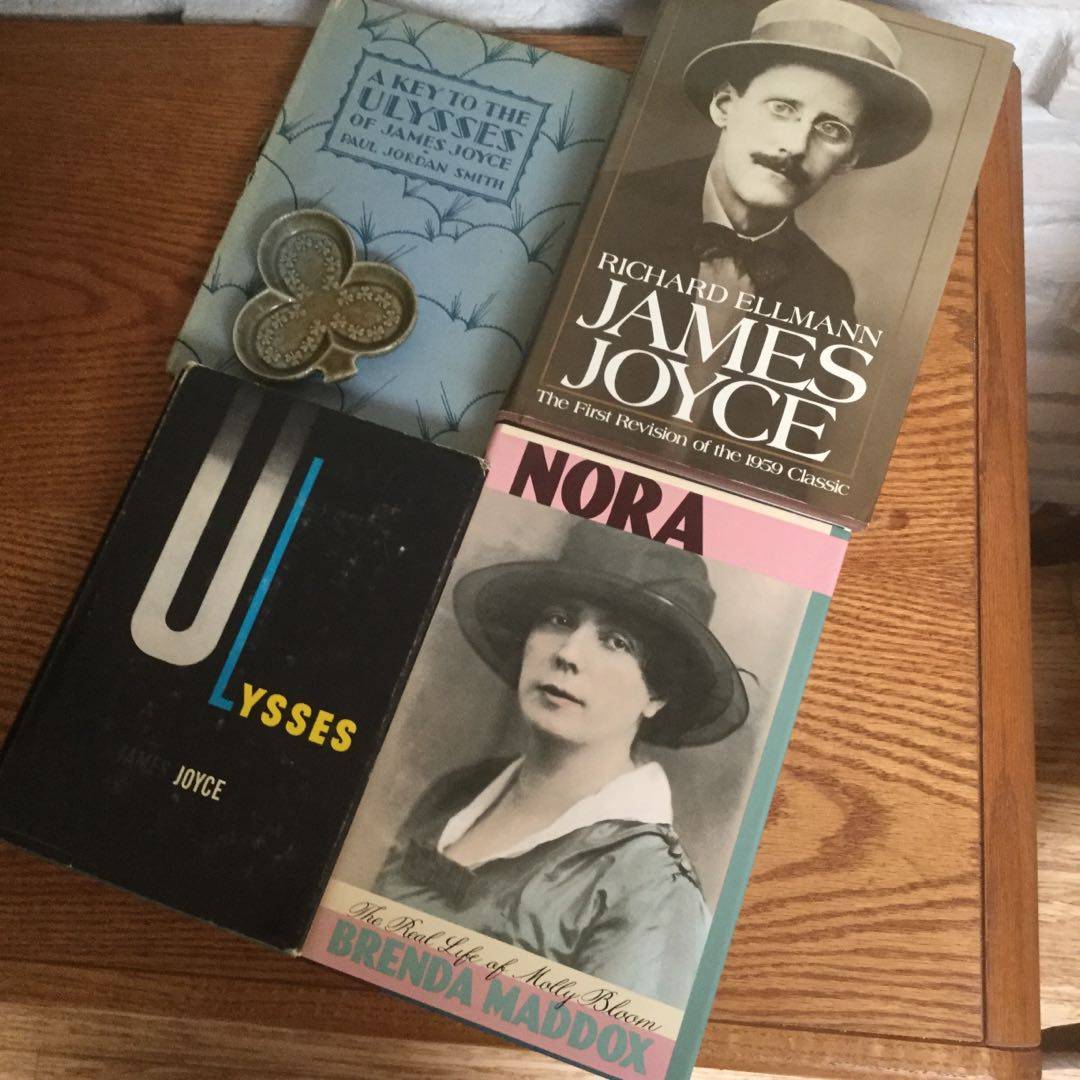 A KEY TO THE
ULYSSES
OF JAMES JOYCE
PAUL JORDAN SMITH
RICHARD ELLMANN
JAMES
JOYCE
The First Revision of the 1959 Classic
ULYSSES
JAMES JOYCE
NORA
The Real Life of Molly Bloom
BRENDA MADDOX